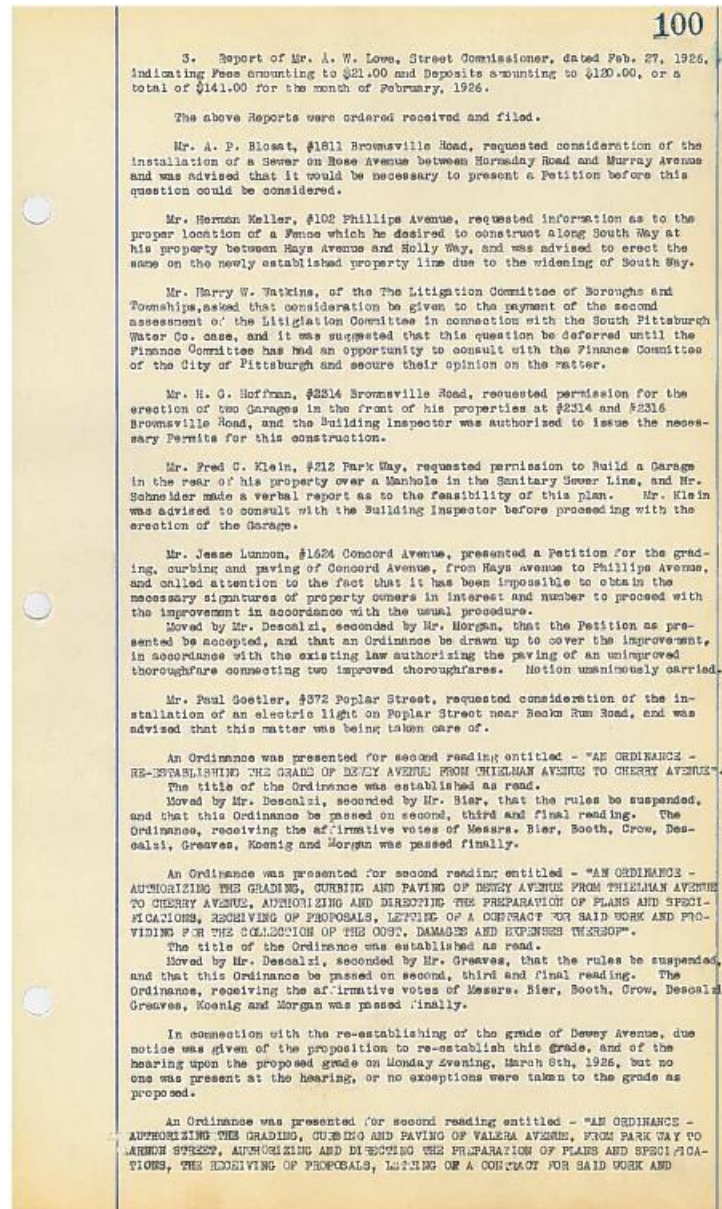 100
3. Report of Mr. A. W. Lowe, Street Commissioner, dated Feb. 27, 1926,
indicating Fees amounting to $21.00 and Deposits amounting to $120.00, or a
total of $141.00 for the month of February, 1926.
The above Reports were ordered received and filed.
Mr. A. P. Blosat, #1811 Brownsville Road, requested consideration of the
installation of a Sewer on Rose Avenue between Hornaday Road and Murray Avenue
and was advised that it would be necessary to present a Petition before this
question could be considered.
Mr. Herman Keller, #102 Phillips Avenue, requested information as to the
proper location of a Fence which he desired to construct along South Way at
his property between Hays Avenue and Holly Way, and was advised to erect the
same on the newly established property line due to the widening of South Way.
Mr. Harry W. Watkins, of the The Litigation Committee of Boroughs and
Townships,asked that consideration be given to the payment of the second
assessment of the Litigiation Committee in connection with the South Pittsburgh
Water Co. case, and it was suggested that this question be deferred until the
Finance Committee has had an opportunity to consult with the Finance Committee
of the City of Pittsburgh and secure their opinion on the matter.
Mr. H. G. Hoffman, #2314 Brownsville Road, requested permission for the
erection of two Garages in the front of his properties at #2314 and #2316
Brownsville Road, and the Building Inspector was authorized to issue the neces-
sary Permits for this construction.
Mr. Fred C. Klein, #212 Park Way, requested permission to Build a Garage
in the rear of his property over a Manhole in the Sanitary Sewer Line, and Mr.
Schneider made a verbal report as to the feasibility of this plan. Mr. Klein
was advised to consult with the Building Inspector before proceeding with the
erection of the Garage.
Mr. Jesse Lunnon, #1624 Concord Avenue, presented a Petition for the grad-
ing, curbing and paving of Concord Avenue, from Hays Avenue to Phillips Avenue,
and called attention to the fact that it has been impossible to obtain the
necessary signatures of property owners in interest and number to proceed with
the improvement in accordance with the usual procedure.
Moved by Mr. Descalzi, seconded by Mr. Morgan, that the Petition as pre-
sented be accepted, and that an Ordinance be drawn up to cover the improvement,
in accordance with the existing law authorizing the paving of an unimproved
thoroughfare connecting two improved thoroughfares. Motion unanimously carried.
Mr. Paul Goetler, #372 Poplar Street, requested consideration of the in-
stallation of an electric light on Poplar Street near Becks Run Road, and was
advised that this matter was being taken care of.
An Ordinance was presented for second reading entitled - "AN ORDINANCE -
RE-ESTABLISHING THE GRADE OF DEWEY AVENUE FROM THIELMAN AVENUE TO CHERRY AVENUE".
The title of the Ordinance was established as read.
Moved by Mr. Descalzi, seconded by Mr. Bier, that the rules be suspended,
and that this Ordinance be passed on second, third and final reading. The
Ordinance, receiving the affirmative votes of Messrs. Bier, Booth, Crow, Des-
calzi, Greaves, Koenig and Morgan was passed finally.
An Ordinance was presented for second reading entitled - "AN ORDINANCE -
AUTHORIZING THE GRADING, CURBING AND PAVING OF DEWEY AVENUE FROM THIELMAN AVENUE
TO CHERRY AVENUE, AUTHORIZING AND DIRECTING THE PREPARATION OF PLANS AND SPECI-
FICATIONS, RECEIVING OF PROPOSALS, LETTING OF A CONTRACT FOR SAID WORK AND PRO-
VIDING FOR THE COLLECTION OF THE COST, DAMAGES AND EXPENSES THEREOF".
The title of the Ordinance was established as read.
Moved by Mr. Descalzi, seconded by Mr. Greaves, that the rules be suspended,
and that this Ordinance be passed on second, third and final reading. The
Ordinance, receiving the affirmative votes of Messrs. Bier, Booth, Crow, Descalzi
Greaves, Koenig and Morgan was passed finally.
In connection with the re-establishing of the grade of Dewey Avenue, due
notice was given of the proposition to re-establish this grade, and of the
hearing upon the proposed grade on Monday Evening, March 8th, 1926, but no
one was present at the hearing, or no exceptions were taken to the grade as
proposed.
An Ordinance was presented for second reading entitled - "AN ORDINANCE -
AUTHORIZING THE GRADING, CURBING AND PAVING OF VALERA AVENUE, FROM PARK WAY TO
ARNON STREET, AUTHORIZING AND DIRECTING THE PREPARATION OF PLANS AND SPECIFICA-
TIONS, THE RECEIVING OF PROPOSALS, LETTING OF A CONTRACT FOR SAID WORK AND